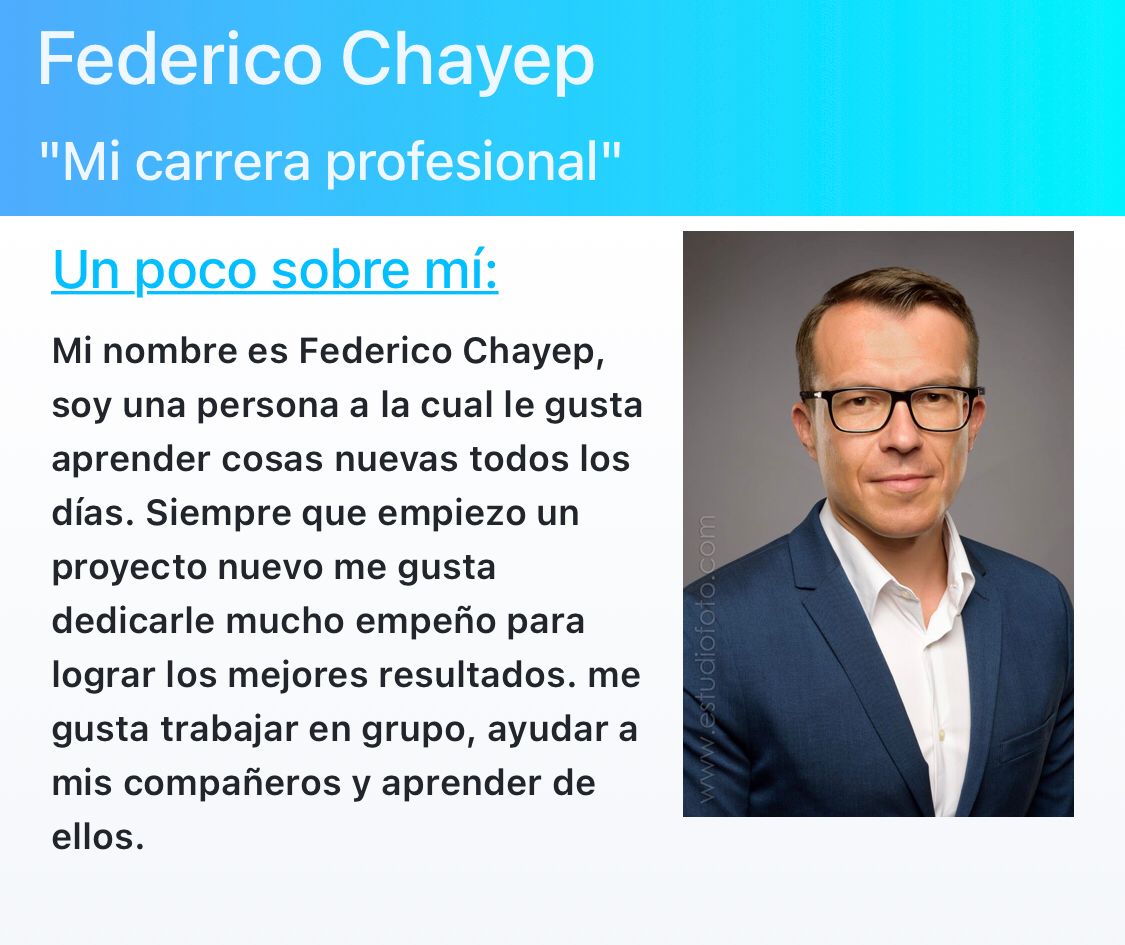 Federico Chayep
"Mi carrera profesional"
Un poco sobre mí:
Mi nombre es Federico Chayep,
soy una persona a la cual le gusta
aprender cosas nuevas todos los
días. Siempre que empiezo un
proyecto nuevo me gusta
dedicarle mucho empeño para
lograr los mejores resultados. me
gusta trabajar en grupo, ayudar a
mis compañeros y aprender de
ellos.
www.estudiofoto.com